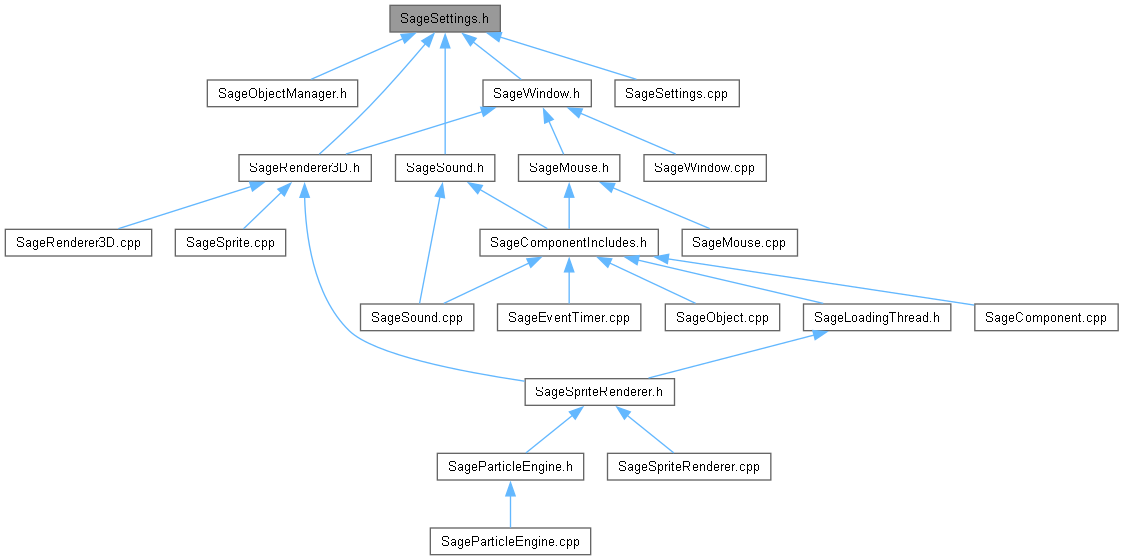 SageSettings.h
SageObjectManager.h
SageWindow.h
SageSettings.cpp
SageRenderer3D.h
SageSound.h
SageMouse.h
SageWindow.cpp
SageRenderer3D.cpp
SageSprite.cpp
SageComponentIncludes.h
SageMouse.cpp
SageSound.cpp
SageEventTimer.cpp
SageObject.cpp
SageLoadingThread.h
SageComponent.cpp
SageSpriteRenderer.h
SageParticleEngine.h
SageSpriteRenderer.cpp
SageParticleEngine.cpp